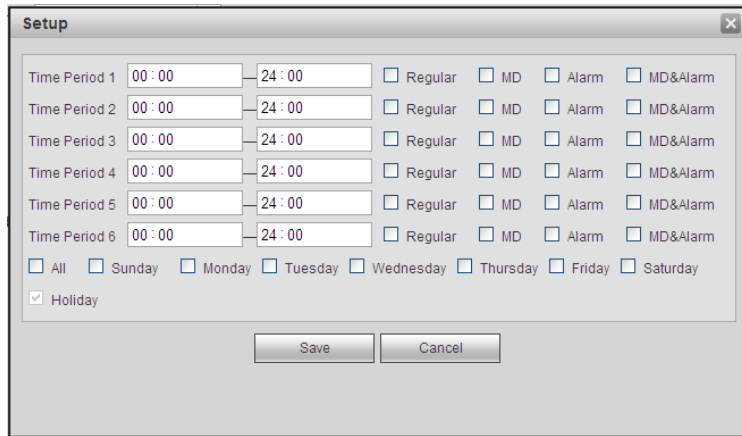 Setup
Time Period 1 00:00 — 24:00 Regular MD Alarm MD&Alarm
Time Period 2 00:00 — 24:00 Regular MD Alarm MD&Alarm
Time Period 3 00:00 — 24:00 Regular MD Alarm MD&Alarm
Time Period 4 00:00 — 24:00 Regular MD Alarm MD&Alarm
Time Period 5 00:00 — 24:00 Regular MD Alarm MD&Alarm
Time Period 6 00:00 — 24:00 Regular MD Alarm MD&Alarm
All Sunday Monday Tuesday Wednesday Thursday Friday Saturday
Holiday
Save Cancel